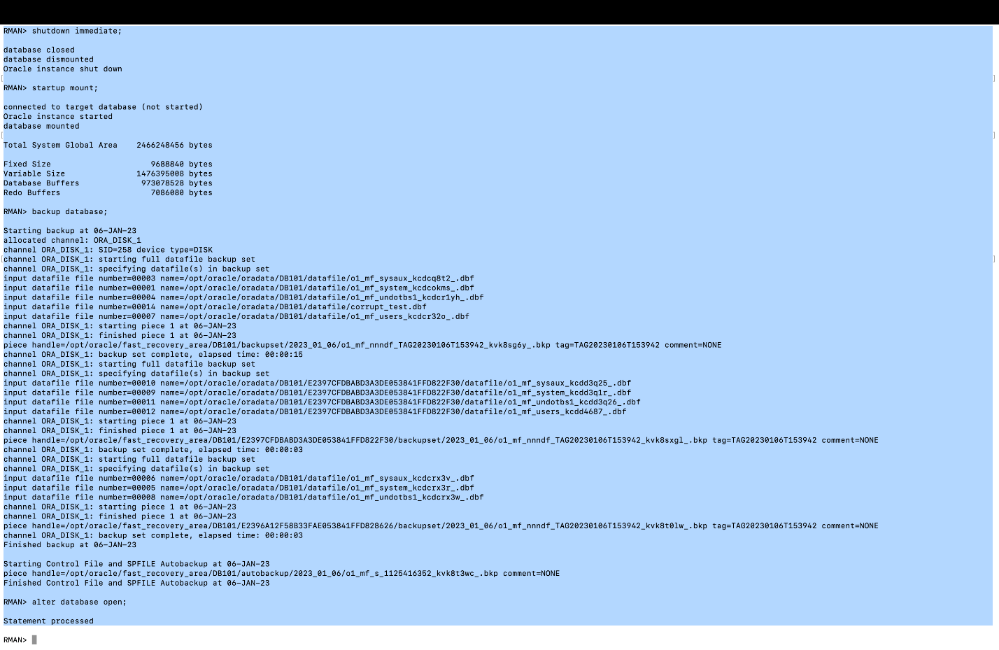 RMAN> shutdown immediate;
database closed
database dismounted
Oracle instance shut down
RMAN> startup mount;
connected to target database (not started)
Oracle instance started
database mounted
Total System Global Area    2466248456 bytes
Fixed Size                     9688840 bytes
Variable Size               1476395008 bytes
Database Buffers             973078528 bytes
Redo Buffers                   7086080 bytes
RMAN> backup database;
Starting backup at 06-JAN-23
allocated channel: ORA_DISK_1
channel ORA_DISK_1: SID=258 device type=DISK
channel ORA_DISK_1: starting full datafile backup set
channel ORA_DISK_1: specifying datafile(s) in backup set
input datafile file number=00003 name=/opt/oracle/oradata/DB101/datafile/o1_mf_sysaux_kcdcq8t2_.dbf
input datafile file number=00001 name=/opt/oracle/oradata/DB101/datafile/o1_mf_system_kcdcokms_.dbf
input datafile file number=00004 name=/opt/oracle/oradata/DB101/datafile/o1_mf_undotbs1_kcdcr1yh_.dbf
input datafile file number=00014 name=/opt/oracle/oradata/DB101/datafile/corrupt_test.dbf
input datafile file number=00007 name=/opt/oracle/oradata/DB101/datafile/o1_mf_users_kcdcr32o_.dbf
channel ORA_DISK_1: starting piece 1 at 06-JAN-23
channel ORA_DISK_1: finished piece 1 at 06-JAN-23
piece handle=/opt/oracle/fast_recovery_area/DB101/backupset/2023_01_06/o1_mf_nnndf_TAG20230106T153942_kvk8sg6y_.bkp tag=TAG20230106T153942 comment=NONE
channel ORA_DISK_1: backup set complete, elapsed time: 00:00:15
channel ORA_DISK_1: starting full datafile backup set
channel ORA_DISK_1: specifying datafile(s) in backup set
input datafile file number=00010 name=/opt/oracle/oradata/DB101/E2397CFDBABD3A3DE053841FFD822F30/datafile/o1_mf_sysaux_kcdd3q25_.dbf
input datafile file number=00009 name=/opt/oracle/oradata/DB101/E2397CFDBABD3A3DE053841FFD822F30/datafile/o1_mf_system_kcdd3q1r_.dbf
input datafile file number=00011 name=/opt/oracle/oradata/DB101/E2397CFDBABD3A3DE053841FFD822F30/datafile/o1_mf_undotbs1_kcdd3q26_.dbf
input datafile file number=00012 name=/opt/oracle/oradata/DB101/E2397CFDBABD3A3DE053841FFD822F30/datafile/o1_mf_users_kcdd4687_.dbf
channel ORA_DISK_1: starting piece 1 at 06-JAN-23
channel ORA_DISK_1: finished piece 1 at 06-JAN-23
piece handle=/opt/oracle/fast_recovery_area/DB101/E2397CFDBABD3A3DE053841FFD822F30/backupset/2023_01_06/o1_mf_nnndf_TAG20230106T153942_kvk8sxgl_.bkp tag=TAG20230106T153942 comment=NONE
channel ORA_DISK_1: backup set complete, elapsed time: 00:00:03
channel ORA_DISK_1: starting full datafile backup set
channel ORA_DISK_1: specifying datafile(s) in backup set
input datafile file number=00006 name=/opt/oracle/oradata/DB101/datafile/o1_mf_sysaux_kcdcrx3v_.dbf
input datafile file number=00005 name=/opt/oracle/oradata/DB101/datafile/o1_mf_system_kcdcrx3r_.dbf
input datafile file number=00008 name=/opt/oracle/oradata/DB101/datafile/o1_mf_undotbs1_kcdcrx3w_.dbf
channel ORA_DISK_1: starting piece 1 at 06-JAN-23
channel ORA_DISK_1: finished piece 1 at 06-JAN-23
piece handle=/opt/oracle/fast_recovery_area/DB101/E2396A12F58B33FAE053841FFD828626/backupset/2023_01_06/o1_mf_nnndf_TAG20230106T153942_kvk8t0lw_.bkp tag=TAG20230106T153942 comment=NONE
channel ORA_DISK_1: backup set complete, elapsed time: 00:00:03
Finished backup at 06-JAN-23
Starting Control File and SPFILE Autobackup at 06-JAN-23
piece handle=/opt/oracle/fast_recovery_area/DB101/autobackup/2023_01_06/o1_mf_s_1125416352_kvk8t3wc_.bkp comment=NONE
Finished Control File and SPFILE Autobackup at 06-JAN-23
RMAN> alter database open;
Statement processed
RMAN>